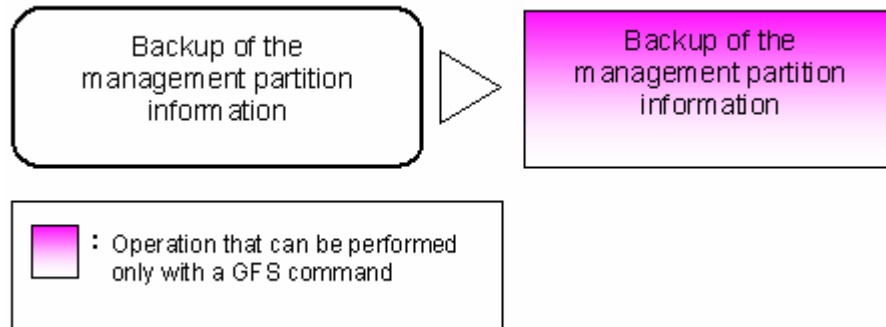 Backup of the
management partition
information
Backup of the
management partition
information
: Operation that can be performed
only with a GFS command